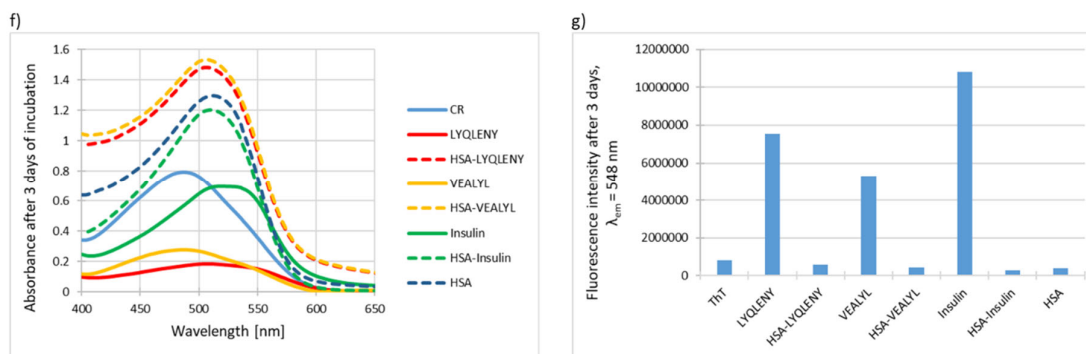 f)
Absorbance after 3 days of incubation
1.6
1.4
1.2
1
0.8
0.6
0.4
0.2
0
400 450 500 550 600 650
Wavelength [nm]
CR
LYQLENY
HSA-LYQLENY
VEALYL
HSA-VEALYL
Insulin
HSA-Insulin
HSA
g)
Fluorescence intensity after 3 days,
λem = 548 nm
12000000
10000000
8000000
6000000
4000000
2000000
0
ThT LYQLENY HSA-LYQLENY VEALYL HSA-VEALYL Insulin HSA-Insulin HSA